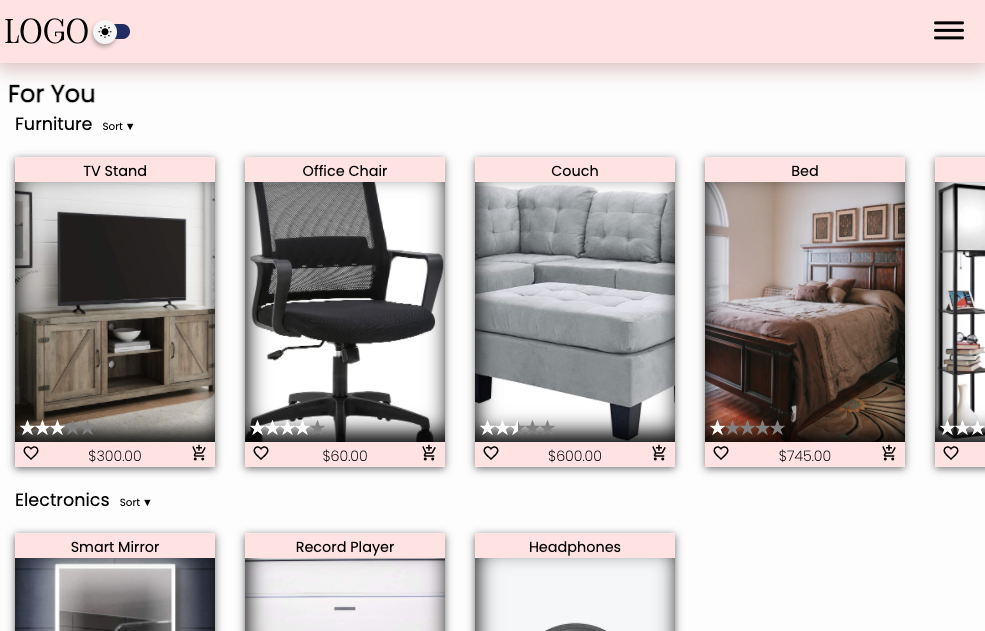 LOGO
For You
Furniture Sort ▼
TV Stand Office Chair Couch Bed
$300.00 $60.00 $600.00 $745.00
Electronics Sort ▼
Smart Mirror Record Player Headphones